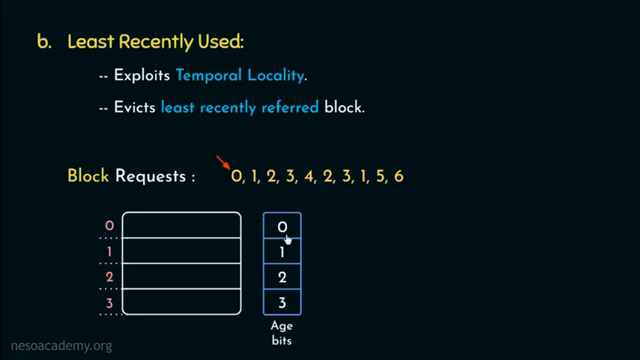 b. Least Recently Used:
-- Exploits Temporal Locality.
-- Evicts least recently referred block.
Block Requests : 0, 1, 2, 3, 4, 2, 3, 1, 5, 6
0 0
1 1
2 2
3 3
Age
bits
nesoacademy.org